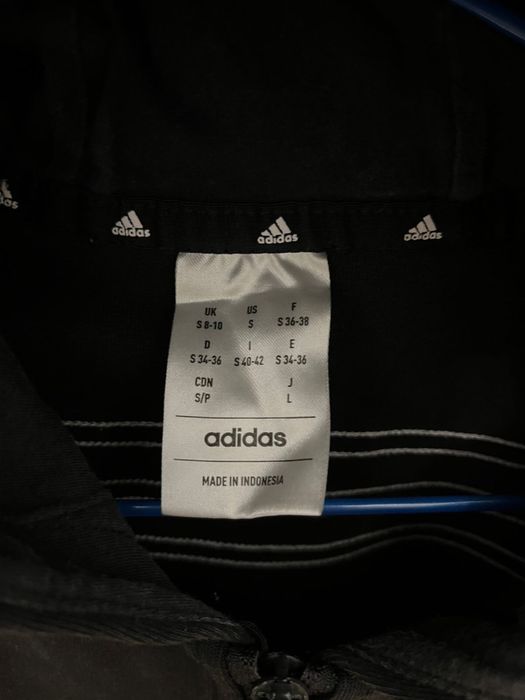 das
adidas
adidas
adidas
UK US F
S 8-10 S S 36-38
D I E
S 34-36 S 40-42 S 34-36
CDN J
S/P L
adidas
MADE IN INDONESIA